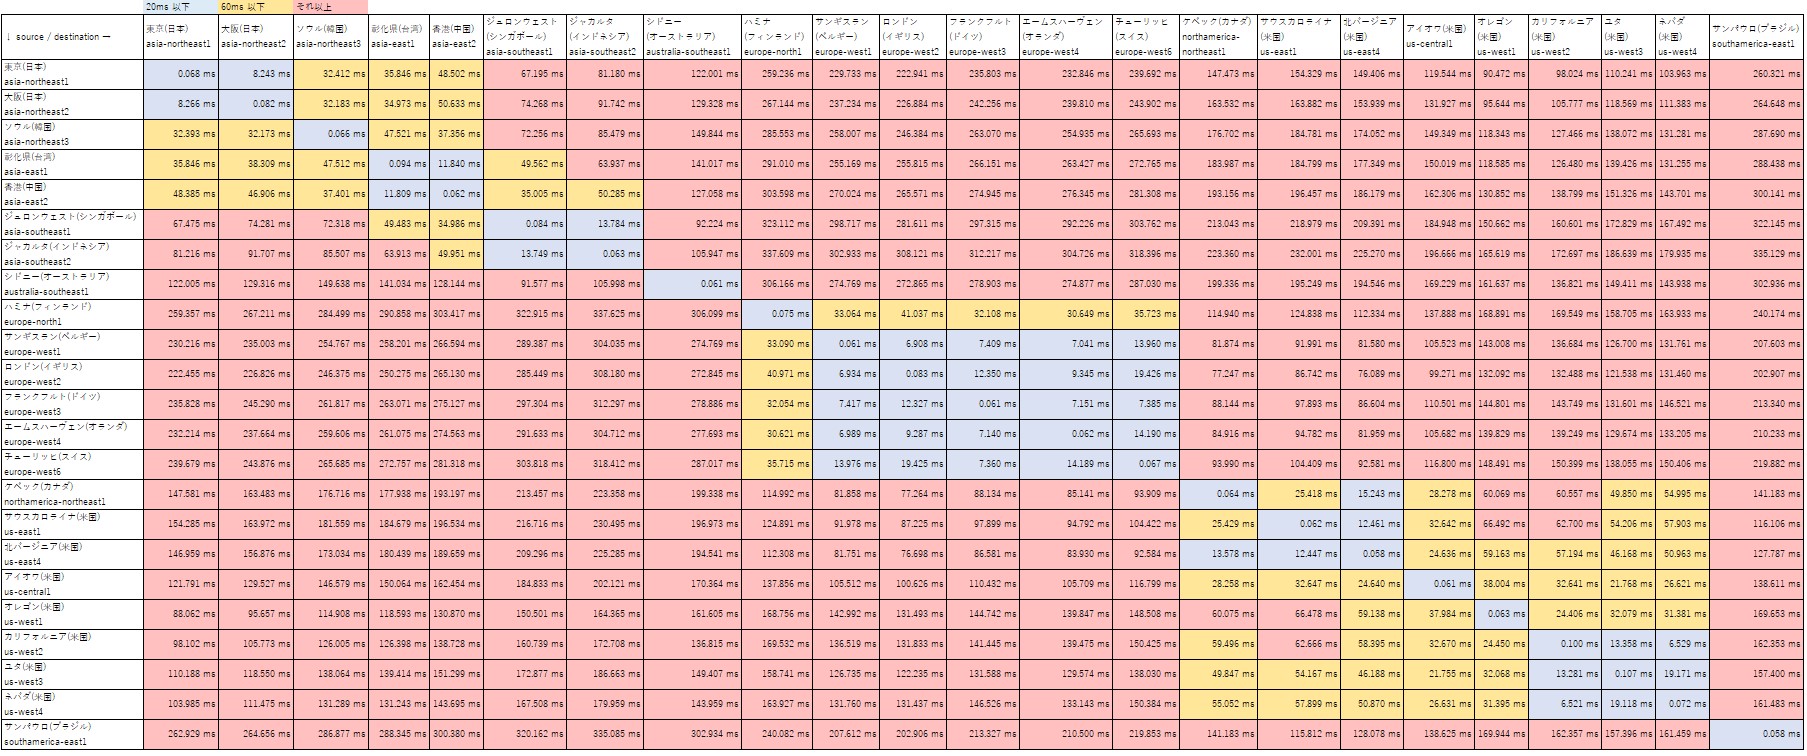 20ms 以下 60ms 以下 それ以上
↓ source / destination →
東京(日本) asia-northeast1
大阪(日本) asia-northeast2
ソウル(韓国) asia-northeast3
彰化県(台湾) asia-east1
香港(中国) asia-east2
ジュロンウェスト (シンガポール) asia-southeast1
ジャカルタ (インドネシア) asia-southeast1
シドニー (オーストラリア) australia-southeast1
ハミナ (フィンランド) europe-north1
サンギスラン (ベルギー) europe-west1
ロンドン (イギリス) europe-west2
フランクフルト (ドイツ) europe-west3
エームスハーヴェン (オランダ) europe-west4
チューリッヒ (スイス) europe-west6
ケベック(カナダ) northamerica-northeast1
サウスカロライナ (米国) us-east1
北バージニア (米国) us-east4
アイオワ(米国) us-central1
オレゴン (米国) us-west1
カリフォルニア (米国) us-west2
ユタ (米国) us-west3
ネバダ (米国) us-west4
サンパウロ(ブラジル) southamerica-east1
東京(日本)
asia-northeast1
0.068 ms 8.243 ms 32.412 ms 35.846 ms 48.502 ms 67.195 ms 81.180 ms 122.001 ms 259.236 ms 229.733 ms 222.941 ms 235.803 ms 232.846 ms 239.692 ms 147.473 ms 154.329 ms 149.406 ms 119.544 ms 90.472 ms 98.024 ms 110.241 ms 103.963 ms 260.321 ms
大阪(日本)
asia-northeast2
8.266 ms 0.082 ms 32.183 ms 34.973 ms 50.633 ms 74.268 ms 91.742 ms 129.328 ms 267.144 ms 237.234 ms 226.884 ms 242.256 ms 239.810 ms 243.902 ms 163.532 ms 163.882 ms 153.939 ms 131.927 ms 95.644 ms 105.777 ms 118.569 ms 111.383 ms 264.648 ms
ソウル(韓国)
asia-northeast3
32.393 ms 32.173 ms 0.066 ms 47.521 ms 37.356 ms 72.256 ms 85.479 ms 149.844 ms 285.553 ms 258.007 ms 246.384 ms 263.070 ms 254.935 ms 265.693 ms 176.702 ms 184.781 ms 174.052 ms 149.349 ms 118.343 ms 127.466 ms 138.072 ms 131.281 ms 287.690 ms
彰化県(台湾)
asia-east1
35.846 ms 38.309 ms 47.512 ms 0.094 ms 11.840 ms 49.562 ms 63.937 ms 141.017 ms 291.010 ms 255.169 ms 255.815 ms 266.151 ms 263.427 ms 272.765 ms 183.987 ms 184.799 ms 177.349 ms 150.019 ms 118.585 ms 126.480 ms 139.426 ms 131.255 ms 288.438 ms
香港(中国)
asia-east2
48.385 ms 46.906 ms 37.401 ms 11.809 ms 0.062 ms 35.005 ms 50.285 ms 127.058 ms 303.598 ms 270.024 ms 265.571 ms 274.945 ms 276.345 ms 281.308 ms 193.156 ms 196.457 ms 186.179 ms 162.306 ms 130.852 ms 138.799 ms 151.326 ms 143.701 ms 300.141 ms
ジュロンウェスト(シンガポール)
asia-southeast1
67.475 ms 74.281 ms 72.318 ms 49.483 ms 34.986 ms 0.084 ms 13.784 ms 92.224 ms 323.112 ms 298.717 ms 281.611 ms 297.315 ms 292.226 ms 303.762 ms 213.043 ms 218.979 ms 209.391 ms 184.948 ms 150.662 ms 160.601 ms 172.829 ms 167.492 ms 322.145 ms
ジャカルタ(インドネシア)
asia-southeast2
81.216 ms 91.707 ms 85.507 ms 63.913 ms 49.951 ms 13.749 ms 0.063 ms 105.947 ms 337.609 ms 302.933 ms 308.121 ms 312.217 ms 304.726 ms 318.396 ms 223.360 ms 232.001 ms 225.270 ms 196.666 ms 165.619 ms 172.697 ms 186.639 ms 179.935 ms 335.129 ms
シドニー(オーストラリア)
australia-southeast1
122.005 ms 129.316 ms 149.638 ms 141.034 ms 128.144 ms 91.577 ms 105.998 ms 0.061 ms 306.166 ms 274.769 ms 272.865 ms 278.903 ms 274.877 ms 287.030 ms 199.336 ms 195.249 ms 194.546 ms 169.229 ms 161.637 ms 136.821 ms 149.411 ms 143.938 ms 302.936 ms
ハミナ(フィンランド)
europe-north1
259.357 ms 267.211 ms 284.499 ms 290.858 ms 303.417 ms 322.915 ms 337.625 ms 306.099 ms 0.075 ms 33.064 ms 41.037 ms 32.108 ms 30.649 ms 35.723 ms 114.940 ms 124.838 ms 112.334 ms 137.888 ms 168.891 ms 169.549 ms 158.705 ms 163.933 ms 240.174 ms
サンギスラン(ベルギー)
europe-west1
230.216 ms 235.003 ms 254.767 ms 258.201 ms 266.594 ms 289.387 ms 304.035 ms 274.769 ms 33.090 ms 0.061 ms 6.908 ms 7.409 ms 7.041 ms 13.960 ms 81.874 ms 91.991 ms 81.580 ms 105.523 ms 143.008 ms 136.684 ms 126.700 ms 131.761 ms 207.603 ms
ロンドン(イギリス)
europe-west2
222.455 ms 226.826 ms 246.375 ms 250.275 ms 265.130 ms 285.449 ms 308.180 ms 272.845 ms 40.971 ms 6.934 ms 0.083 ms 12.350 ms 9.345 ms 19.426 ms 77.247 ms 86.742 ms 76.089 ms 99.271 ms 132.092 ms 132.488 ms 121.538 ms 131.460 ms 202.907 ms
フランクフルト(ドイツ)
europe-west3
235.828 ms 245.290 ms 261.817 ms 263.071 ms 275.127 ms 297.304 ms 312.297 ms 278.886 ms 32.054 ms 7.417 ms 12.327 ms 0.061 ms 7.151 ms 7.385 ms 88.144 ms 97.893 ms 86.604 ms 110.501 ms 144.801 ms 143.749 ms 131.601 ms 146.521 ms 213.340 ms
エームスハーヴェン(オランダ)
europe-west4
232.214 ms 237.664 ms 259.606 ms 261.075 ms 274.563 ms 291.633 ms 304.712 ms 277.693 ms 30.621 ms 6.989 ms 9.287 ms 7.140 ms 0.062 ms 14.190 ms 84.916 ms 94.782 ms 81.959 ms 105.682 ms 139.829 ms 139.249 ms 129.674 ms 133.205 ms 210.233 ms
チューリッヒ(スイス)
europe-west6
239.679 ms 243.876 ms 265.685 ms 272.757 ms 281.318 ms 303.818 ms 318.412 ms 287.017 ms 35.715 ms 13.976 ms 19.425 ms 7.360 ms 14.189 ms 0.067 ms 93.990 ms 104.409 ms 92.581 ms 116.800 ms 148.491 ms 150.399 ms 138.055 ms 150.406 ms 219.882 ms
ケベック(カナダ)
northamerica-northeast1
147.581 ms 163.483 ms 176.716 ms 177.938 ms 193.197 ms 213.457 ms 223.358 ms 199.338 ms 114.992 ms 81.858 ms 77.264 ms 88.134 ms 85.141 ms 93.909 ms 0.064 ms 25.418 ms 15.243 ms 28.278 ms 60.069 ms 60.557 ms 49.850 ms 54.995 ms 141.183 ms
サウスカロライナ(米国)
us-east1
154.285 ms 163.972 ms 181.559 ms 184.679 ms 196.534 ms 216.716 ms 230.495 ms 196.973 ms 124.891 ms 91.978 ms 87.225 ms 97.899 ms 94.792 ms 104.422 ms 25.429 ms 0.062 ms 12.461 ms 32.642 ms 66.492 ms 62.700 ms 54.206 ms 57.903 ms 116.106 ms
北バージニア(米国)
us-east4
146.959 ms 156.876 ms 173.034 ms 180.439 ms 189.659 ms 209.296 ms 225.285 ms 194.541 ms 112.308 ms 81.751 ms 76.698 ms 86.581 ms 83.930 ms 92.584 ms 13.578 ms 12.447 ms 0.058 ms 24.636 ms 59.163 ms 57.194 ms 46.168 ms 50.963 ms 127.787 ms
アイオワ(米国)
us-central1
121.791 ms 129.527 ms 146.579 ms 150.064 ms 162.454 ms 184.833 ms 202.121 ms 170.364 ms 137.856 ms 105.512 ms 100.626 ms 110.432 ms 105.709 ms 116.799 ms 28.258 ms 32.647 ms 24.640 ms 0.061 ms 38.004 ms 32.641 ms 21.768 ms 26.621 ms 138.611 ms
オレゴン(米国)
us-west1
88.062 ms 95.657 ms 114.908 ms 118.593 ms 130.870 ms 150.501 ms 164.365 ms 161.605 ms 168.756 ms 142.992 ms 131.493 ms 144.742 ms 139.847 ms 148.508 ms 60.075 ms 66.478 ms 59.138 ms 37.984 ms 0.063 ms 24.406 ms 32.079 ms 31.381 ms 169.653 ms
カリフォルニア(米国)
us-west2
98.102 ms 105.773 ms 126.005 ms 126.398 ms 138.728 ms 160.739 ms 172.708 ms 136.815 ms 169.532 ms 136.519 ms 131.833 ms 141.445 ms 139.475 ms 150.425 ms 59.496 ms 62.666 ms 58.395 ms 32.670 ms 24.450 ms 0.100 ms 13.358 ms 6.529 ms 162.353 ms
ユタ(米国)
us-west3
110.188 ms 118.550 ms 138.064 ms 139.414 ms 151.299 ms 172.877 ms 186.663 ms 149.407 ms 158.741 ms 126.735 ms 122.235 ms 131.588 ms 129.574 ms 138.030 ms 49.847 ms 54.167 ms 46.188 ms 21.755 ms 32.068 ms 13.281 ms 0.107 ms 19.171 ms 157.400 ms
ネバダ(米国)
us-west4
103.985 ms 111.475 ms 131.289 ms 131.243 ms 143.695 ms 167.508 ms 179.959 ms 143.959 ms 163.927 ms 131.760 ms 131.437 ms 146.526 ms 133.143 ms 150.384 ms 55.052 ms 57.899 ms 50.870 ms 26.631 ms 31.395 ms 6.521 ms 19.118 ms 0.072 ms 161.483 ms
サンパウロ(ブラジル)
southamerica-east1
262.929 ms 264.656 ms 286.877 ms 288.345 ms 300.380 ms 320.162 ms 335.085 ms 302.934 ms 240.082 ms 207.612 ms 202.906 ms 213.327 ms 210.500 ms 219.853 ms 141.183 ms 115.812 ms 128.078 ms 138.625 ms 169.944 ms 162.357 ms 157.396 ms 161.459 ms 0.058 ms